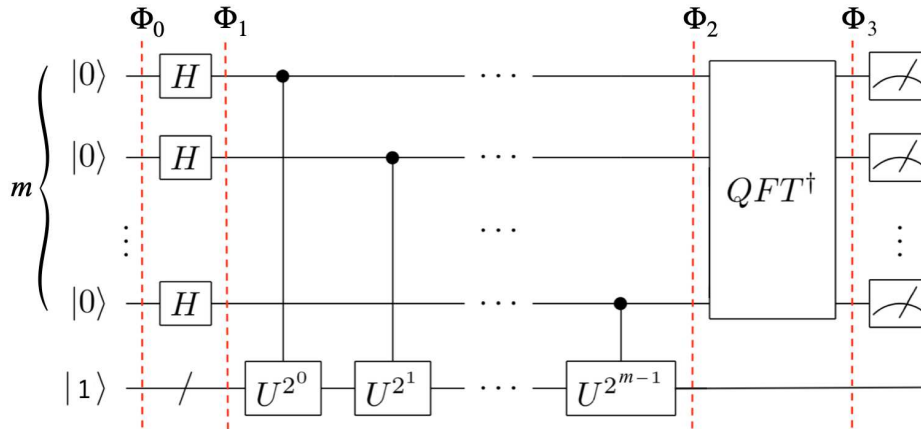 Φ₀ Φ₁ Φ₂ Φ₃
|0⟩ H ···
|0⟩ H ···
m QFT†
⋮ ··· ⋮
|0⟩ H ···
|1⟩ U^{2^0} U^{2^1} ··· U^{2^{m−1}}